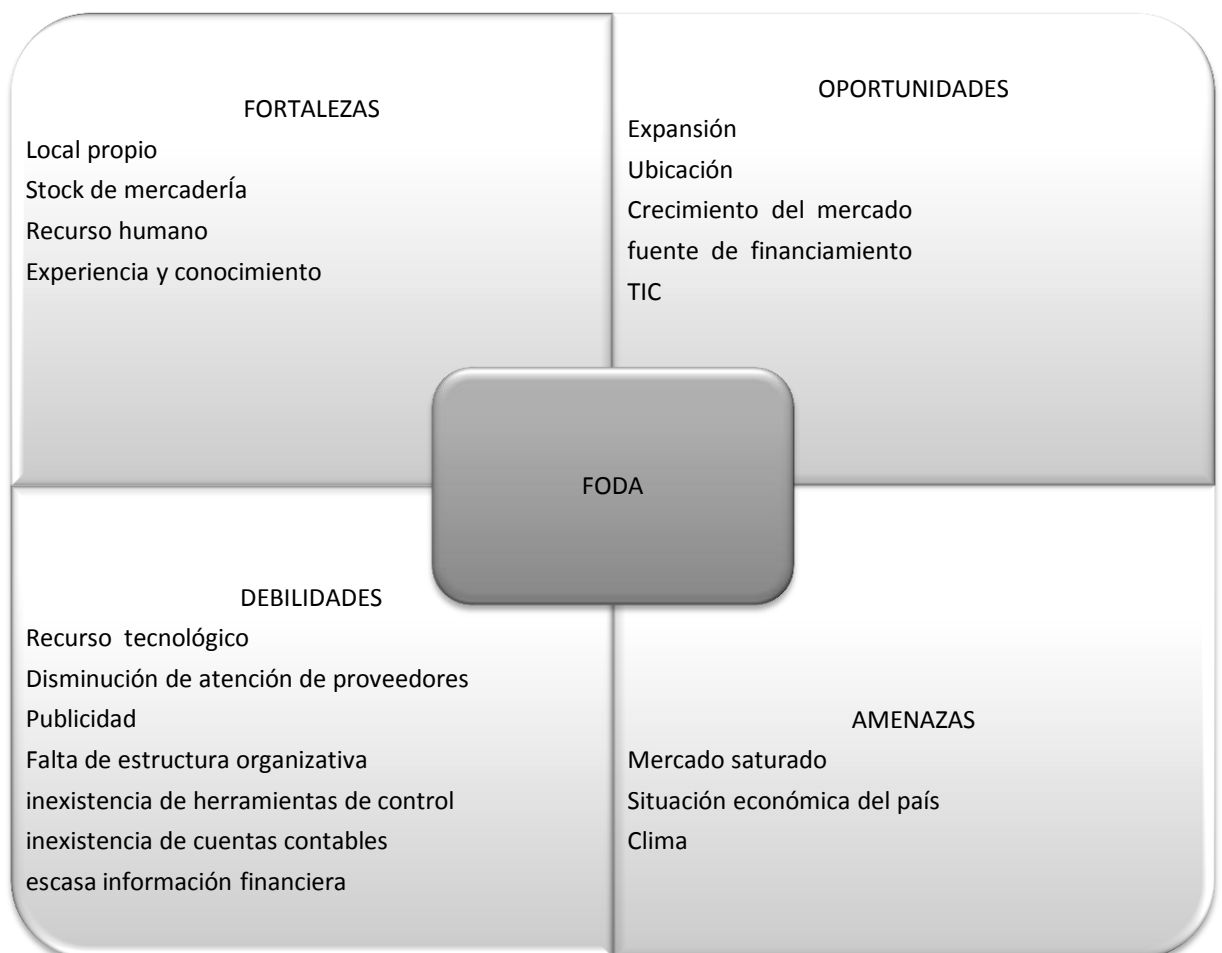 FORTALEZAS
Local propio
Stock de mercaderÍa
Recurso humano
Experiencia y conocimiento
OPORTUNIDADES
Expansión
Ubicación
Crecimiento del mercado
fuente de financiamiento
TIC
FODA
DEBILIDADES
Recurso tecnológico
Disminución de atención de proveedores
Publicidad
Falta de estructura organizativa
inexistencia de herramientas de control
inexistencia de cuentas contables
escasa información financiera
AMENAZAS
Mercado saturado
Situación económica del país
Clima